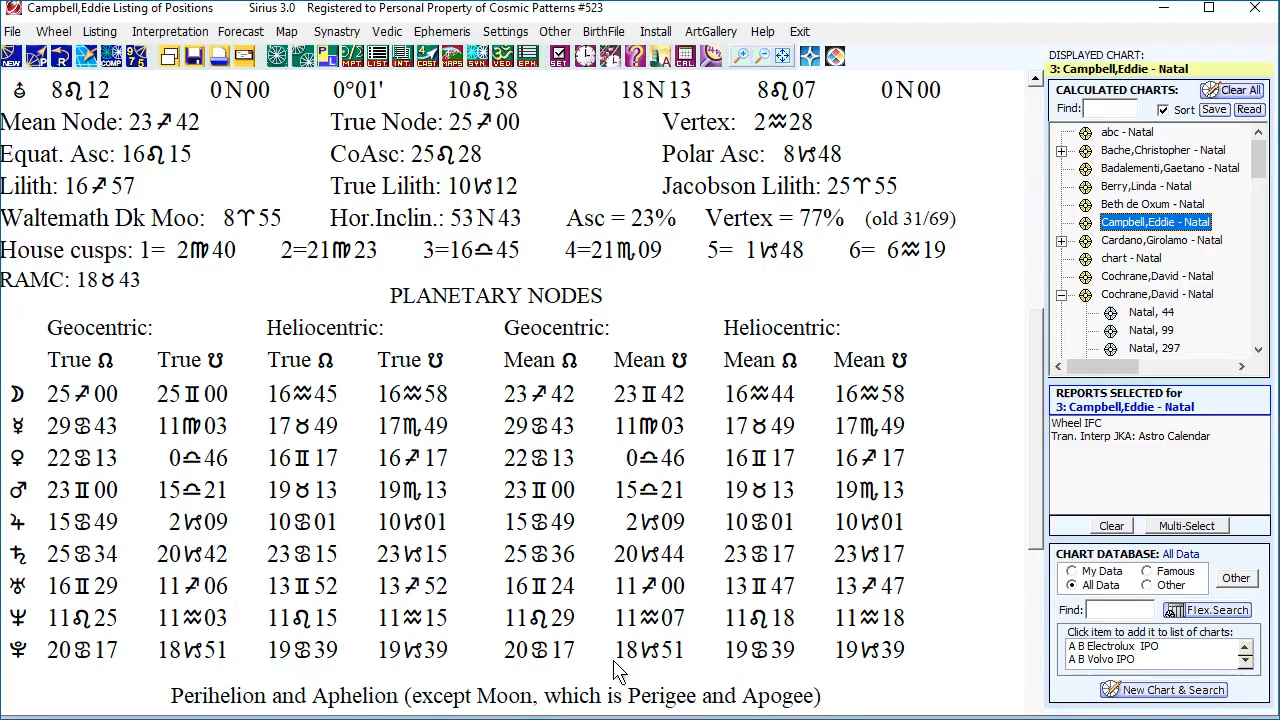 Campbell,Eddie Listing of Positions Sirius 3.0 Registered to Personal Property of Cosmic Patterns #523
File Wheel Listing Interpretation Forecast Map Synastry Vedic Ephemeris Settings Other BirthFile Install ArtGallery Help Exit
NEW COMP MPT. LIST INT. CAST MAPS SYN VED. EPH SET CAL
⚶ 8♌12 0N00 0°01' 10♌38 18N13 8♌07 0N00
Mean Node: 23♐42 True Node: 25♐00 Vertex: 2♒28
Equat. Asc: 16♌15 CoAsc: 25♌28 Polar Asc: 8♑48
Lilith: 16♐57 True Lilith: 10♑12 Jacobson Lilith: 25♈55
Waltemath Dk Moo: 8♈55 Hor.Inclin.: 53N43 Asc = 23% Vertex = 77% (old 31/69)
House cusps: 1= 2♍40 2=21♍23 3=16♎45 4=21♏09 5= 1♑48 6= 6♒19
RAMC: 18♉43
PLANETARY NODES
Geocentric: Heliocentric: Geocentric: Heliocentric:
True ☊ True ☋ True ☊ True ☋ Mean ☊ Mean ☋ Mean ☊ Mean ☋
☽ 25♐00 25♊00 16♒45 16♒58 23♐42 23♊42 16♒44 16♒58
☿ 29♋43 11♍03 17♉49 17♏49 29♋43 11♍03 17♉49 17♏49
♀ 22♋13 0♎46 16♊17 16♐17 22♋13 0♎46 16♊17 16♐17
♂ 23♊00 15♎21 19♉13 19♏13 23♊00 15♎21 19♉13 19♏13
♃ 15♋49 2♑09 10♋01 10♑01 15♋49 2♑09 10♋01 10♑01
♄ 25♋34 20♑42 23♋15 23♑15 25♋36 20♑44 23♋17 23♑17
♅ 16♊29 11♐06 13♊52 13♐52 16♊24 11♐00 13♊47 13♐47
♆ 11♌25 11♒03 11♌15 11♒15 11♌29 11♒07 11♌18 11♒18
♇ 20♋17 18♑51 19♋39 19♑39 20♋17 18♑51 19♋39 19♑39
Perihelion and Aphelion (except Moon, which is Perigee and Apogee)
DISPLAYED CHART:
3: Campbell,Eddie - Natal
CALCULATED CHARTS: Clear All
Find: Sort Save Read
abc - Natal
Bache,Christopher - Natal
Badalementi,Gaetano - Natal
Berry,Linda - Natal
Beth de Oxum - Natal
Campbell,Eddie - Natal
Cardano,Girolamo - Natal
chart - Natal
Cochrane,David - Natal
Cochrane,David - Natal
Natal, 44
Natal, 99
Natal, 297
REPORTS SELECTED for
3: Campbell,Eddie - Natal
Wheel IFC
Tran. Interp JKA: Astro Calendar
Clear Multi-Select
CHART DATABASE: All Data
My Data Famous
All Data Other
Other
Find: Flex.Search
Click item to add it to list of charts:
A B Electrolux IPO
A B Volvo IPO
New Chart & Search